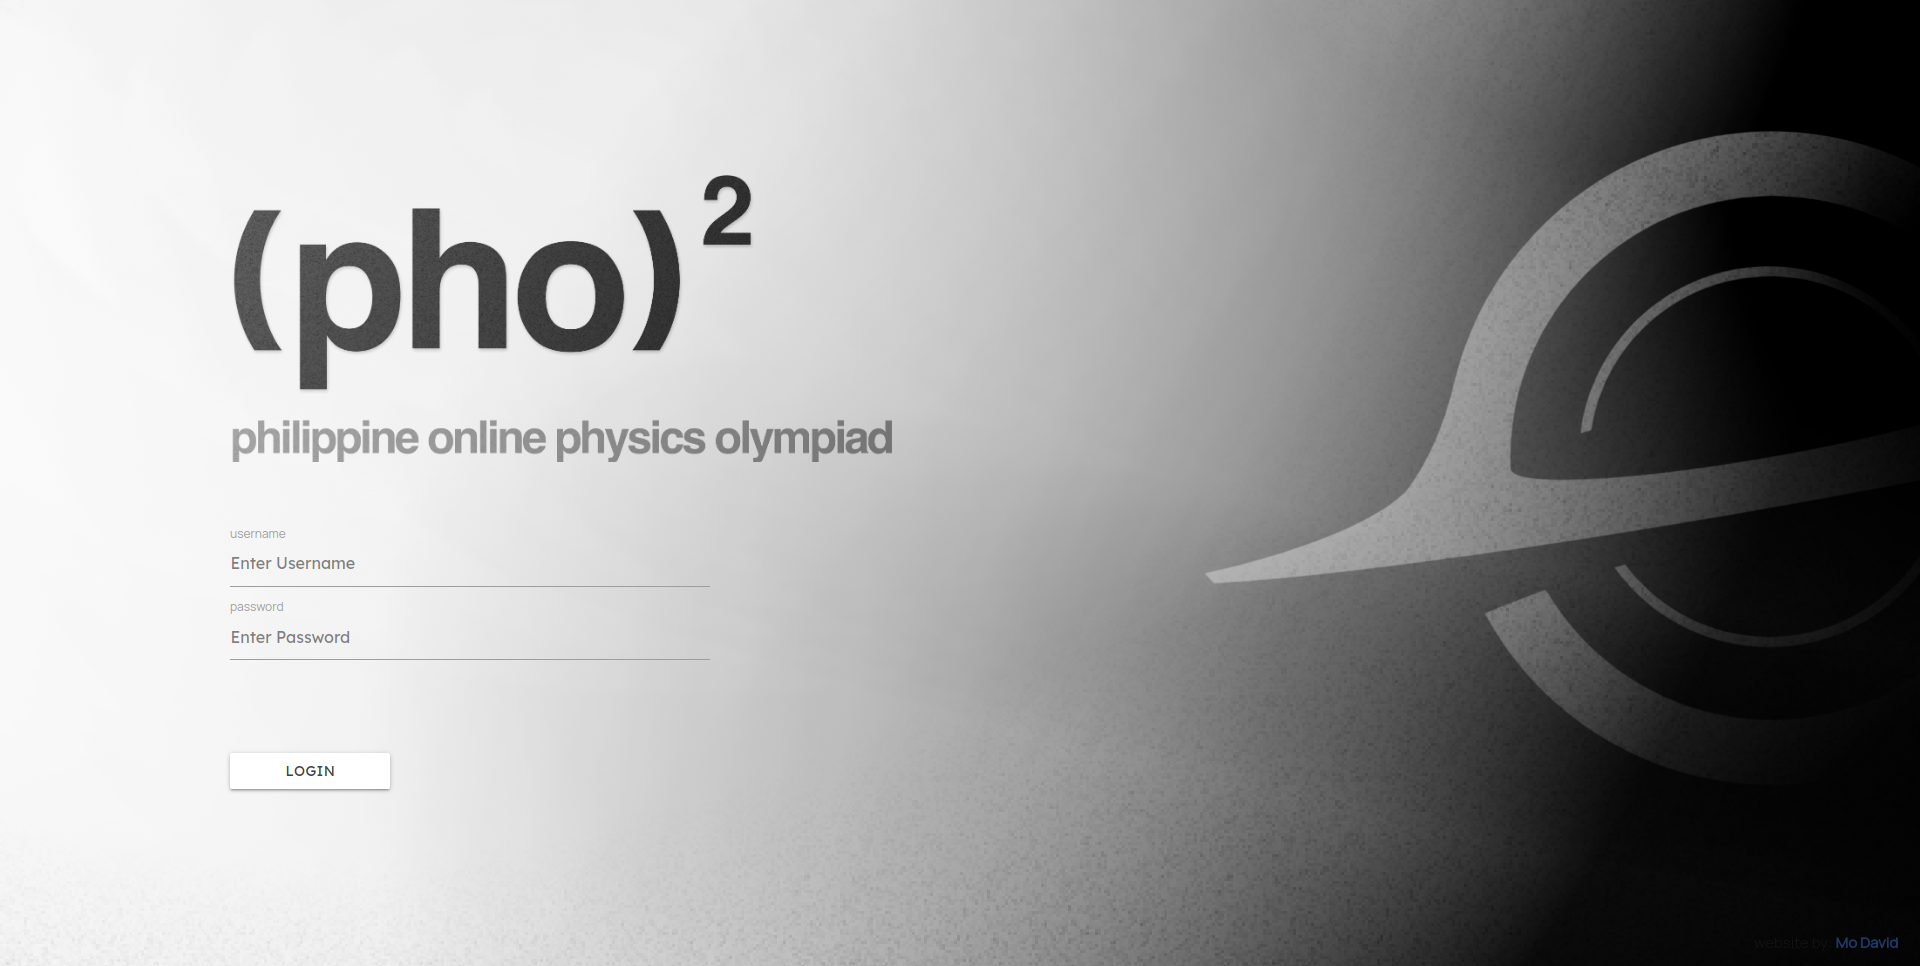 (pho)²
philippine online physics olympiad
username
Enter Username
password
Enter Password
LOGIN
website by Mo David